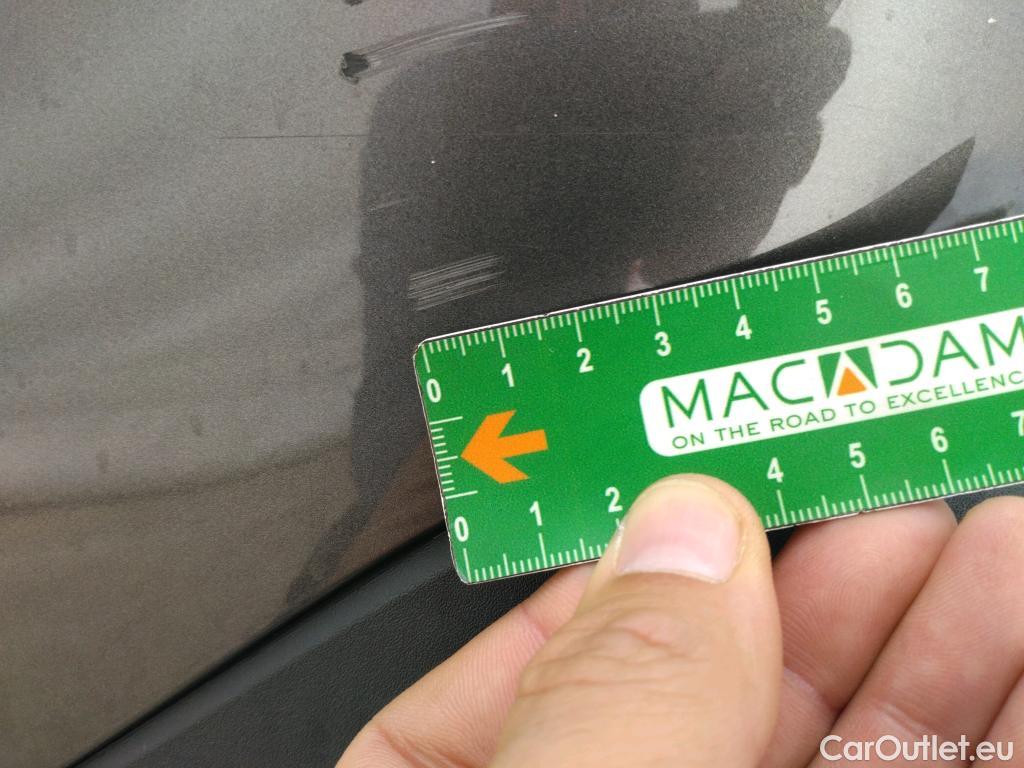 0 1 2 3 4 5 6 7
MACADAM
ON THE ROAD TO EXCELLENC
0 1 2 4 5 6 7
CarOutlet.eu